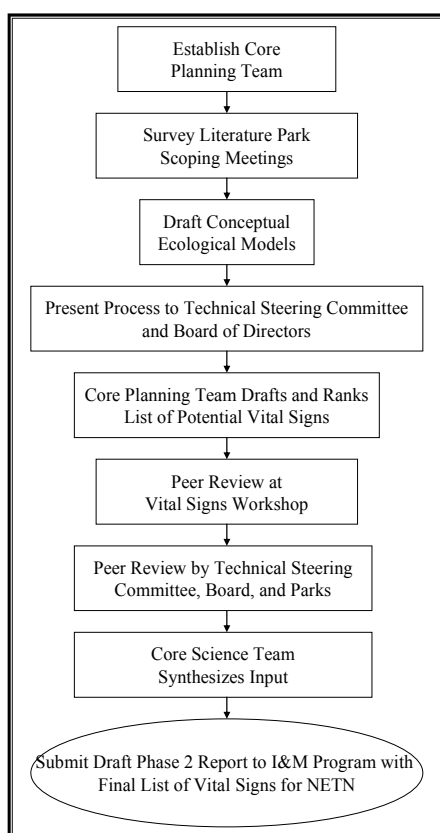 Establish Core
Planning Team
Survey Literature Park
Scoping Meetings
Draft Conceptual
Ecological Models
Present Process to Technical Steering Committee
and Board of Directors
Core Planning Team Drafts and Ranks
List of Potential Vital Signs
Peer Review at
Vital Signs Workshop
Peer Review by Technical Steering
Committee, Board, and Parks
Core Science Team
Synthesizes Input
Submit Draft Phase 2 Report to I&M Program with
Final List of Vital Signs for NETN